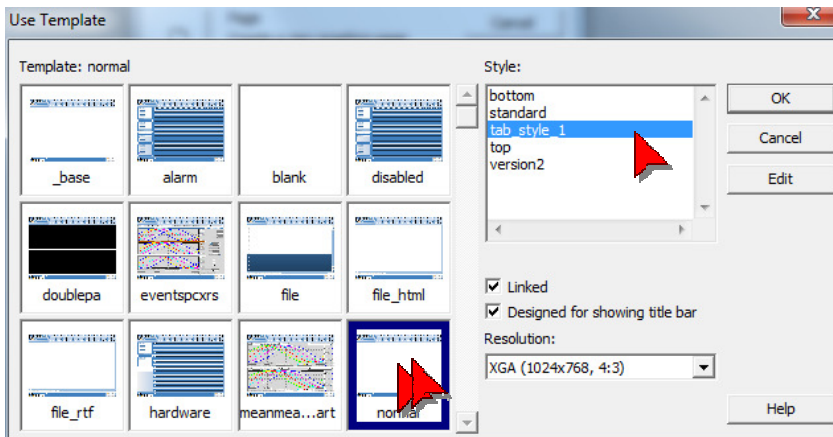 Use Template
Template: normal
_base
alarm
blank
disabled
doublepa
eventspcxrs
file
file_html
file_rtf
hardware
meanmea...art
normal
Style:
bottom
standard
tab_style_1
top
version2
OK
Cancel
Edit
Linked
Designed for showing title bar
Resolution:
XGA (1024x768, 4:3)
Help